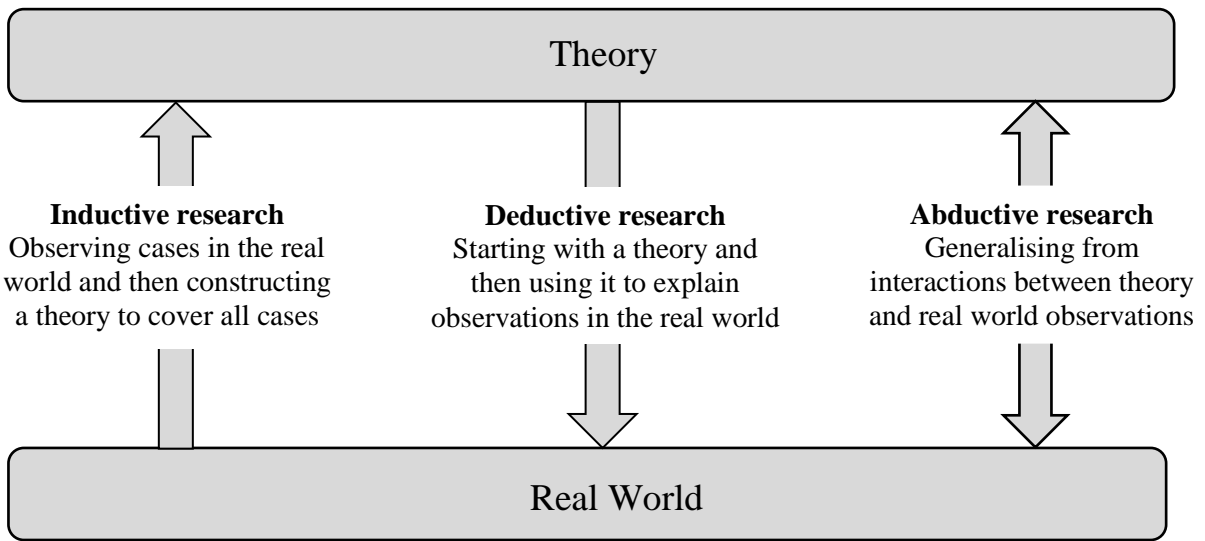 Theory
Inductive research
Observing cases in the real
world and then constructing
a theory to cover all cases
Deductive research
Starting with a theory and
then using it to explain
observations in the real world
Abductive research
Generalising from
interactions between theory
and real world observations
Real World